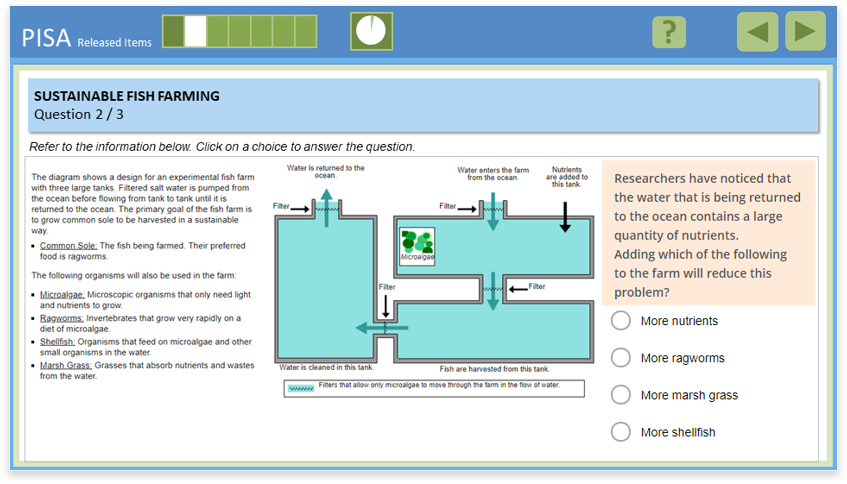 PISA Released Items
?
SUSTAINABLE FISH FARMING
Question 2 / 3
Refer to the information below. Click on a choice to answer the question.
The diagram shows a design for an experimental fish farm
with three large tanks. Filtered salt water is pumped from
the ocean before flowing from tank to tank until it is
returned to the ocean. The primary goal of the fish farm is
to grow common sole to be harvested in a sustainable
way.
▪ Common Sole: The fish being farmed. Their preferred
food is ragworms.
The following organisms will also be used in the farm:
▪ Microalgae: Microscopic organisms that only need light
and nutrients to grow.
▪ Ragworms: Invertebrates that grow very rapidly on a
diet of microalgae.
▪ Shellfish: Organisms that feed on microalgae and other
small organisms in the water.
▪ Marsh Grass: Grasses that absorb nutrients and wastes
from the water.
Water is returned to the
ocean.
Water enters the farm
from the ocean.
Nutrients
are added to
this tank.
Filter
Filter
Microalgae
Filter
Filter
Water is cleaned in this tank.
Fish are harvested from this tank.
Filters that allow only microalgae to move through the farm in the flow of water.
Researchers have noticed that
the water that is being returned
to the ocean contains a large
quantity of nutrients.
Adding which of the following
to the farm will reduce this
problem?
More nutrients
More ragworms
More marsh grass
More shellfish